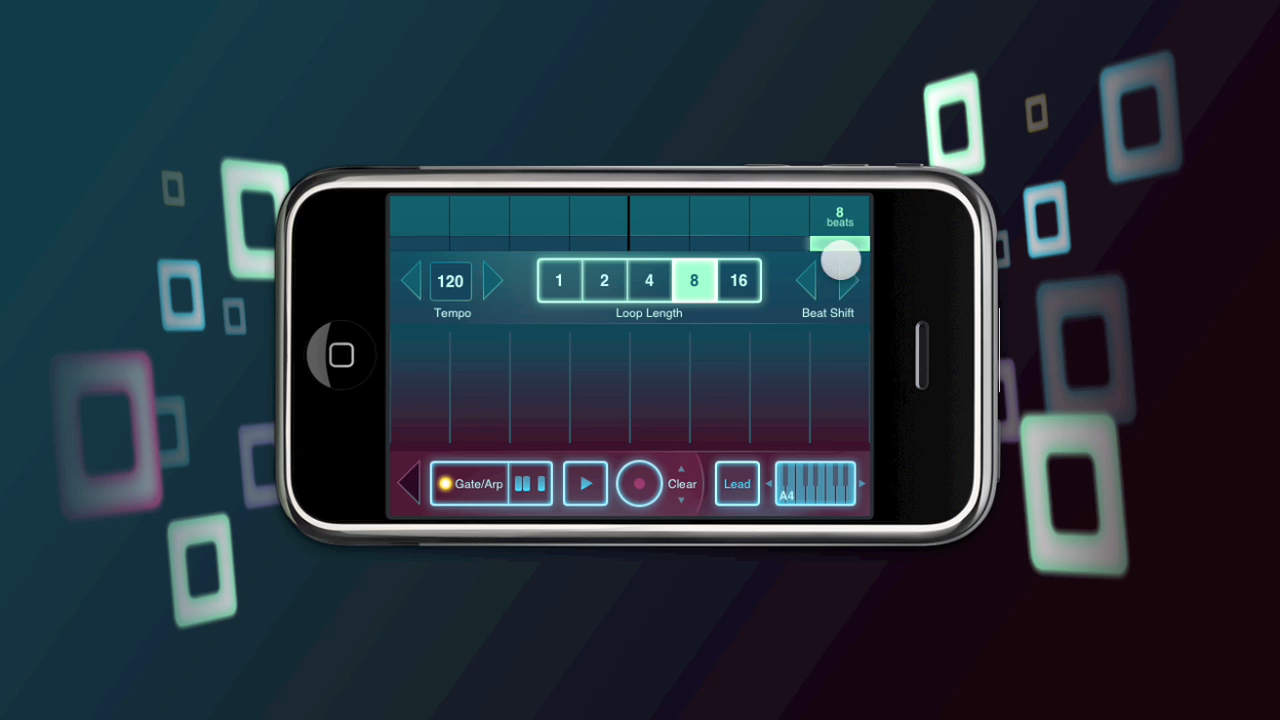 8
beats
120
1 2 4 8 16
Tempo
Loop Length
Beat Shift
Gate/Arp
Clear
Lead
A4